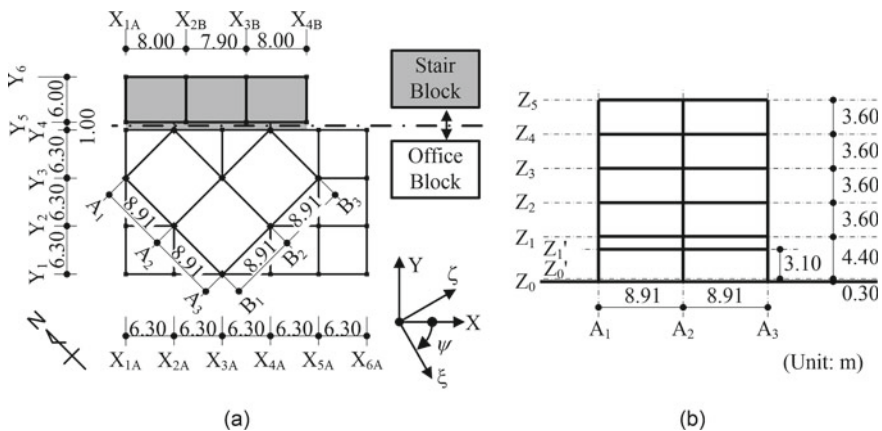 X1A X2B X3B X4B
8.00 7.90 8.00
Y6
6.00
Y5
1.00
Y4
6.30
Y3
6.30
Y2
6.30
Y1
A1 8.91 A2 8.91 A3
B1 8.91 B2 8.91 B3
Stair
Block
Office
Block
N
Y
ζ
X
ψ
ξ
6.30 6.30 6.30 6.30 6.30
X1A X2A X3A X4A X5A X6A
(a)
Z5
3.60
Z4
3.60
Z3
3.60
Z2
3.60
Z1
Z1'
4.40
3.10
Z0'
Z0
0.30
8.91 8.91
A1 A2 A3
(Unit: m)
(b)